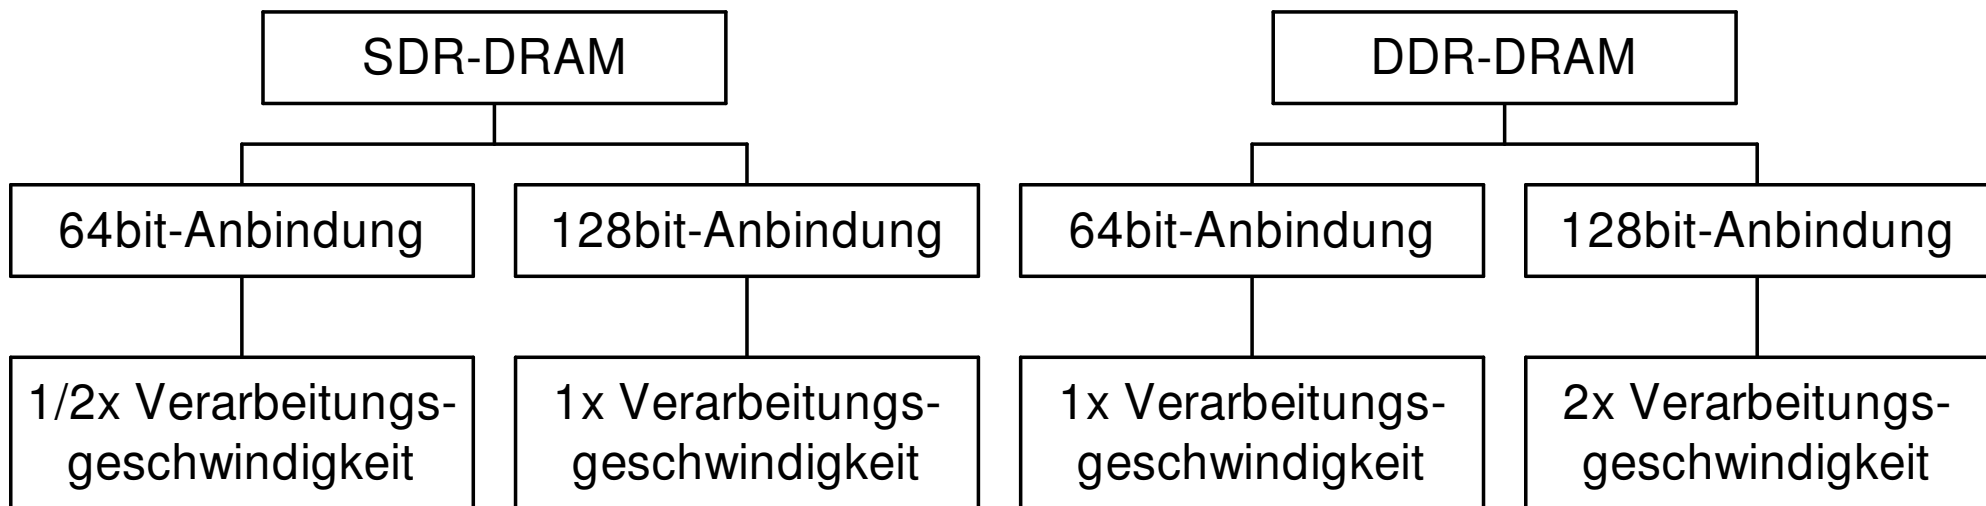 SDR-DRAM
DDR-DRAM
64bit-Anbindung
128bit-Anbindung
64bit-Anbindung
128bit-Anbindung
1/2x Verarbeitungs-
geschwindigkeit
1x Verarbeitungs-
geschwindigkeit
1x Verarbeitungs-
geschwindigkeit
2x Verarbeitungs-
geschwindigkeit